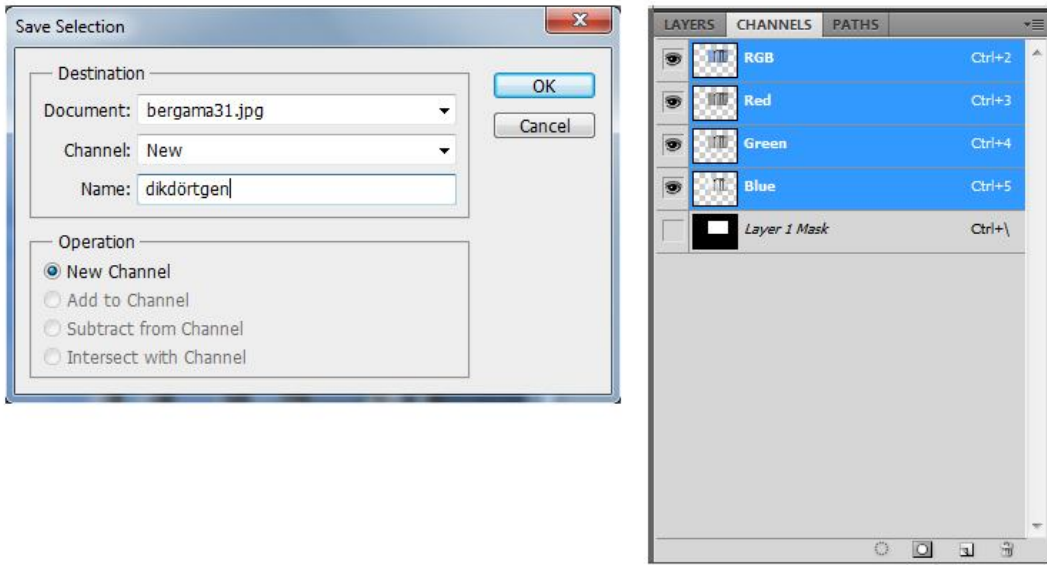 Save Selection
Destination
Document: bergama31.jpg
Channel: New
Name: dikdörtgen
OK
Cancel
Operation
New Channel
Add to Channel
Subtract from Channel
Intersect with Channel
LAYERS CHANNELS PATHS
RGB Ctrl+2
Red Ctrl+3
Green Ctrl+4
Blue Ctrl+5
Layer 1 Mask Ctrl+\